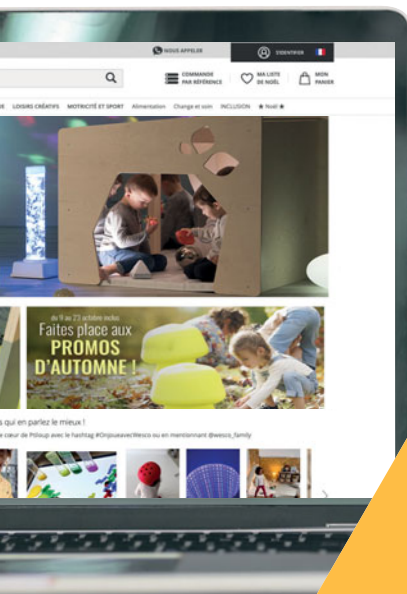 NOUS APPELER
S'IDENTIFIER
COMMANDE
PAR RÉFÉRENCE
MA LISTE
DE NOËL
MON
PANIER
LOISIRS CRÉATIFS MOTRICITÉ ET SPORT Alimentation Change et soin INCLUSION ★ Noël ★
du 9 au 23 octobre inclus
Faites place aux
PROMOS
D'AUTOMNE !
qui en parlez le mieux !
cœur de Ptiloup avec le hashtag #OnjoueavecWesco ou en mentionnant @wesco_family